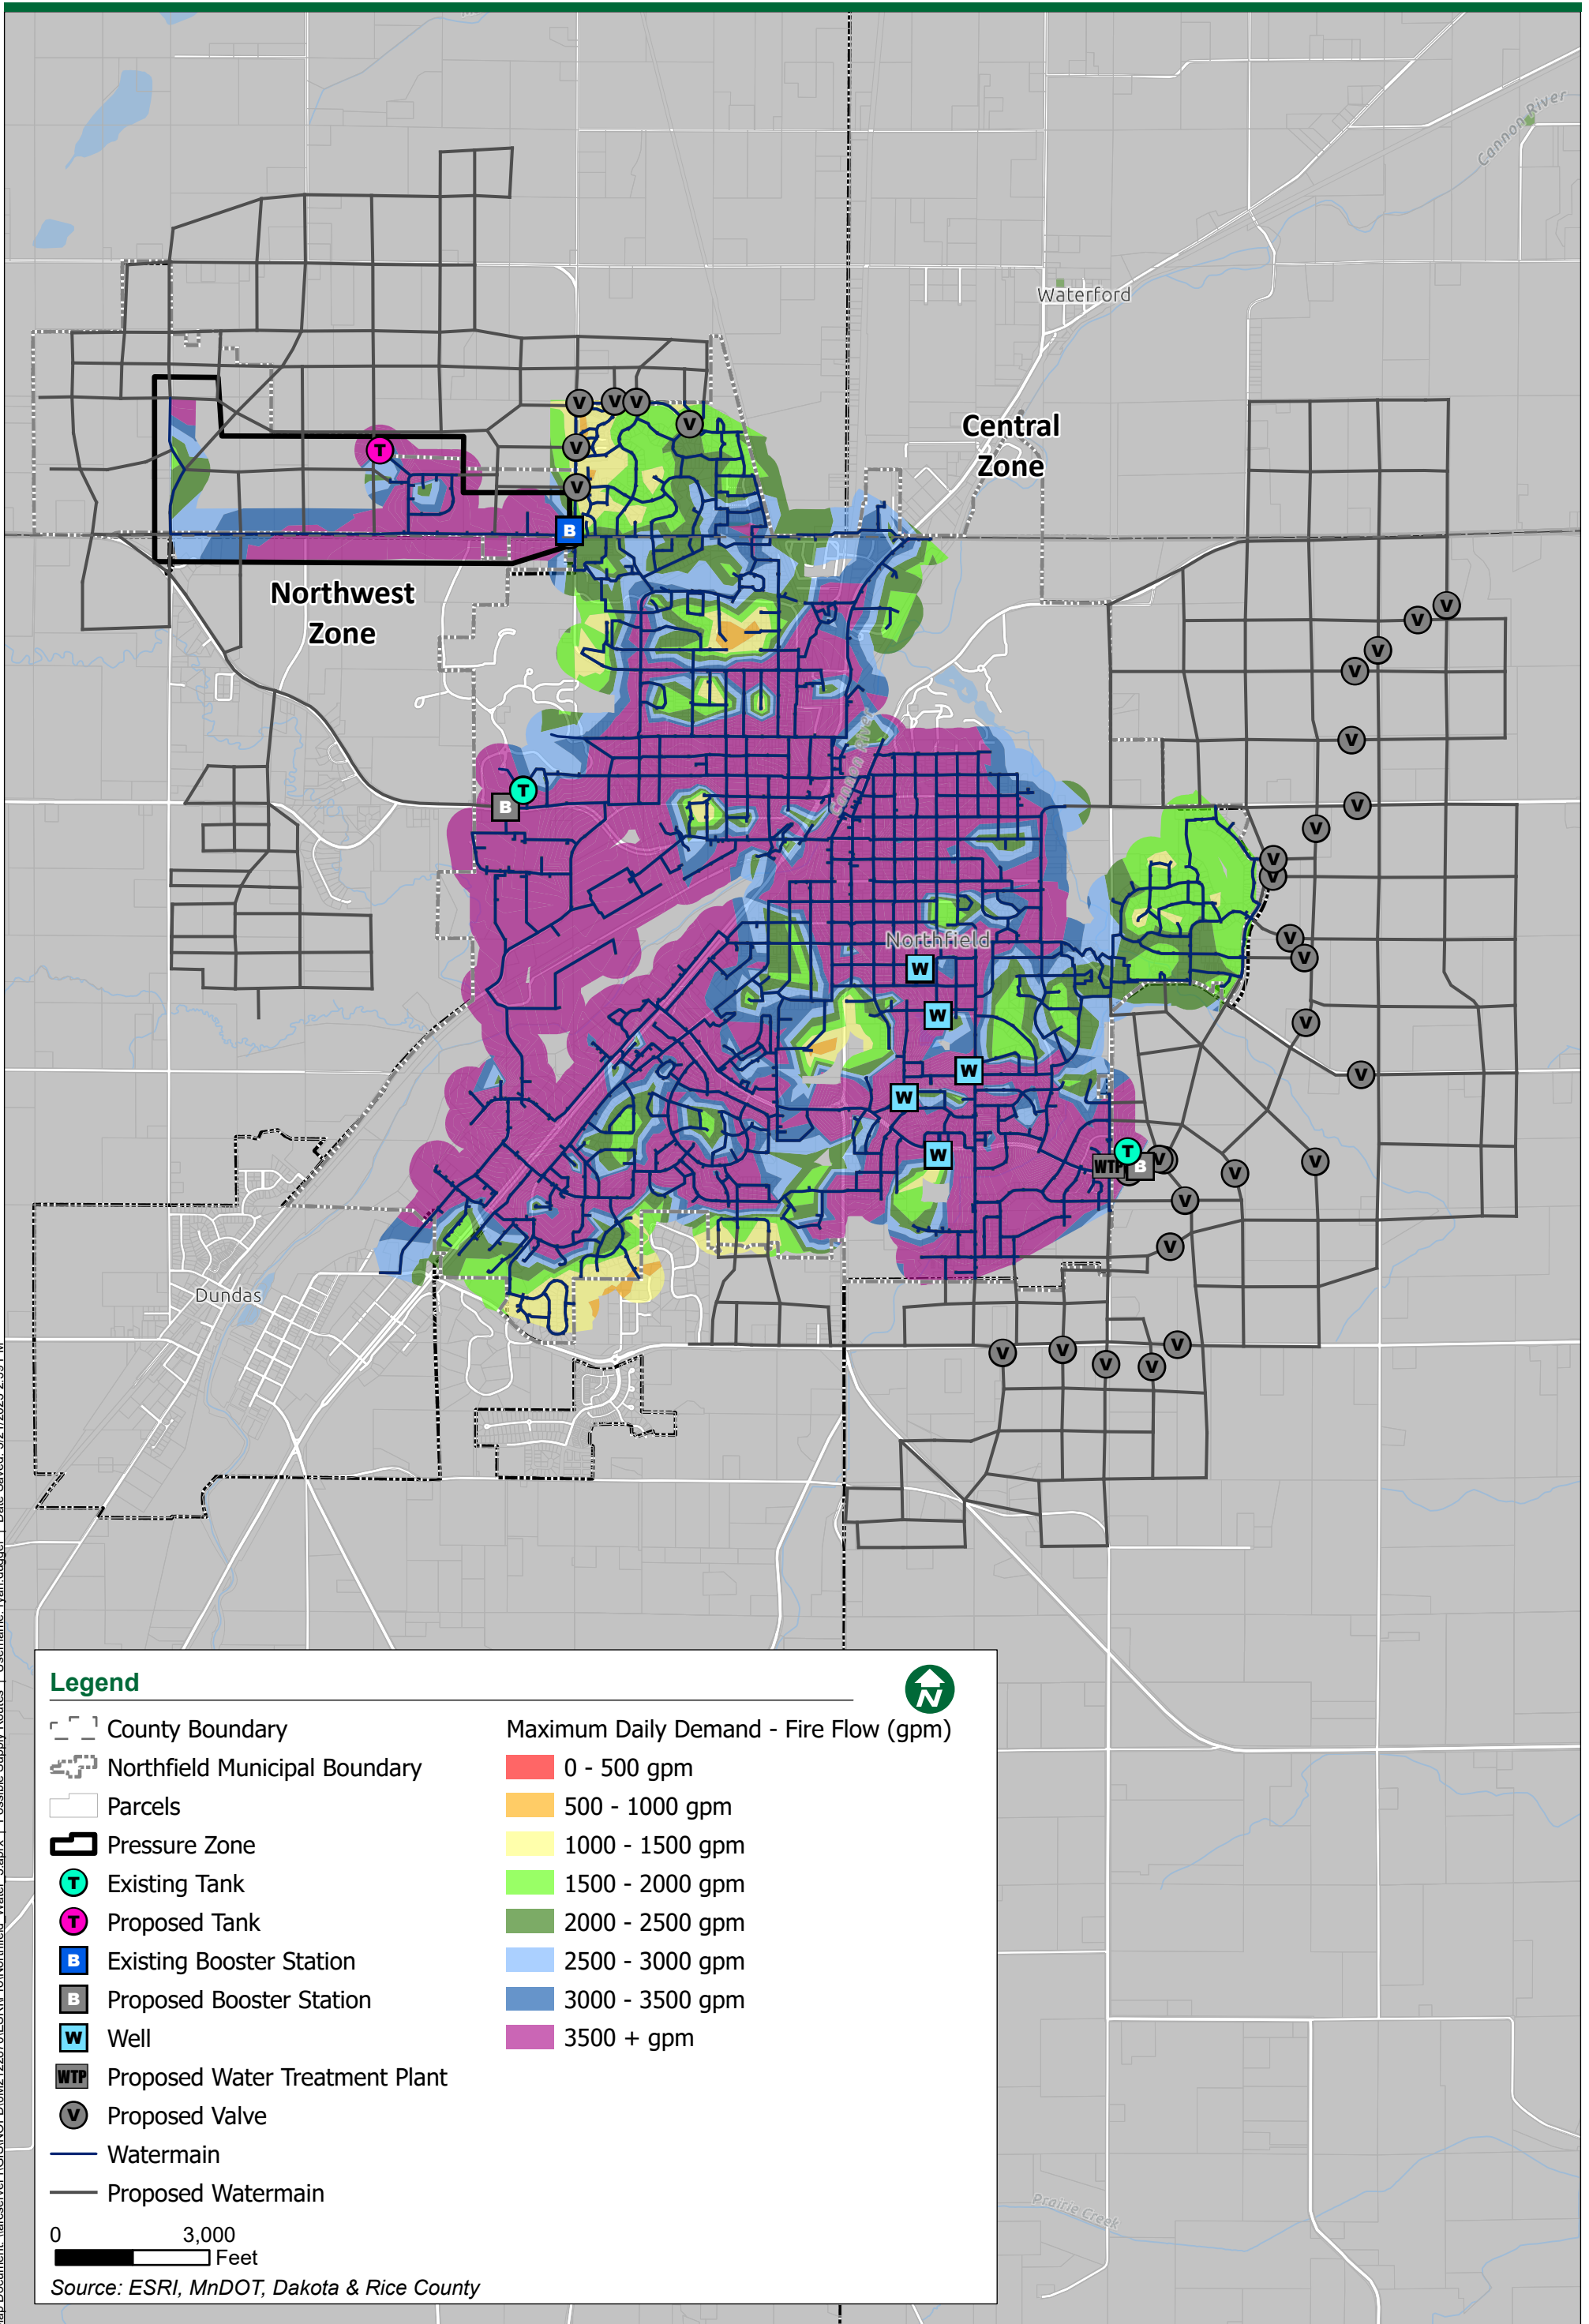 Cannon River
Waterford
Central
Zone
Northwest
Zone
Cannon River
Northfield
Dundas
Prairie Creek
T
B
V
V
V
V
V
V
T
B
V
V
V
V
V
V
V
V
V
V
V
V
V
W
W
W
W
W
T
WTP
B
V
V
V
V
V
V
V
V
V
V
Legend
N
County Boundary
Northfield Municipal Boundary
Parcels
Pressure Zone
T Existing Tank
T Proposed Tank
B Existing Booster Station
B Proposed Booster Station
W Well
WTP Proposed Water Treatment Plant
V Proposed Valve
Watermain
Proposed Watermain
Maximum Daily Demand - Fire Flow (gpm)
0 - 500 gpm
500 - 1000 gpm
1000 - 1500 gpm
1500 - 2000 gpm
2000 - 2500 gpm
2500 - 3000 gpm
3000 - 3500 gpm
3500 + gpm
0 3,000
Feet
Source: ESRI, MnDOT, Dakota & Rice County